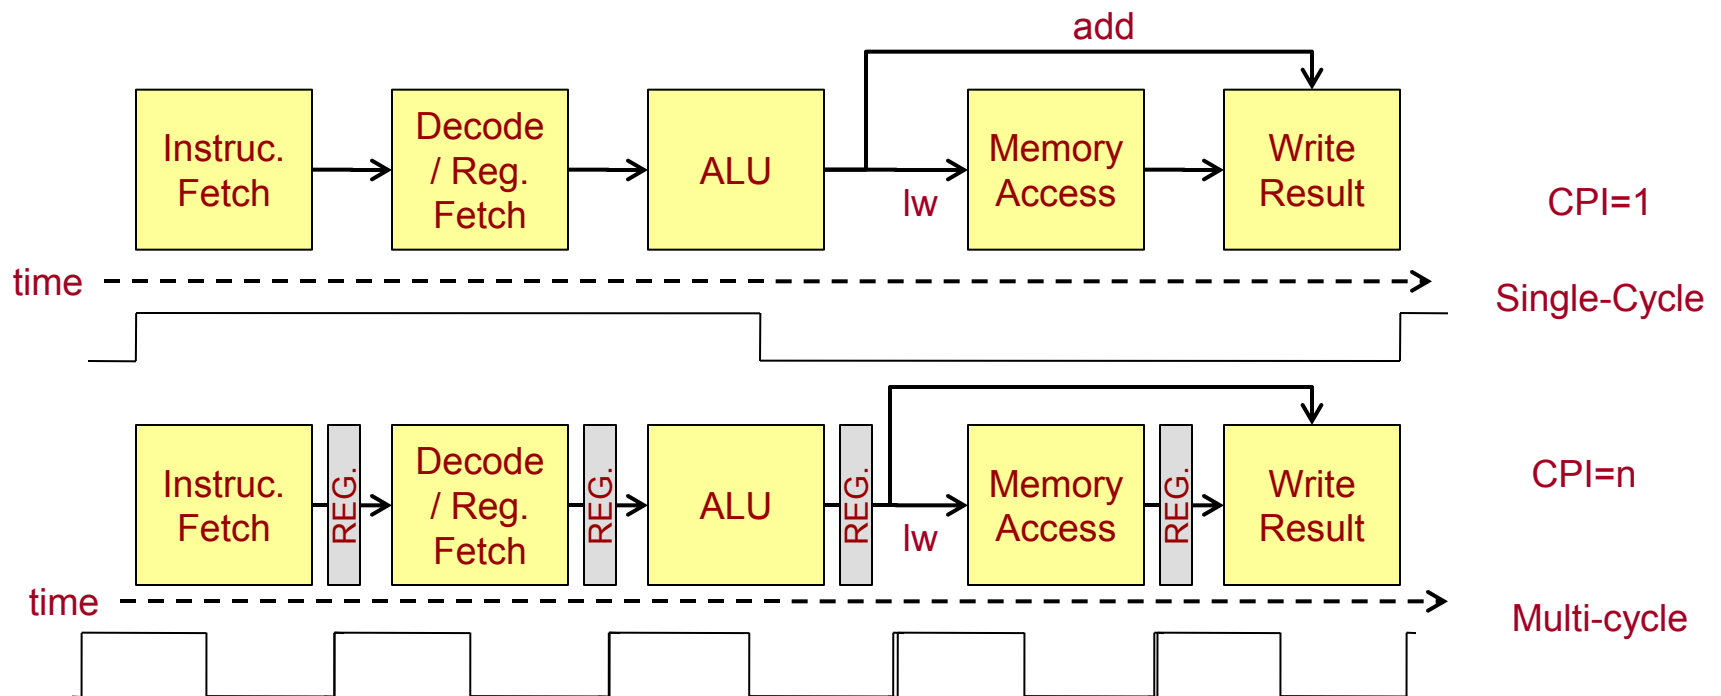 add
Instruc.
Fetch
Decode
/ Reg.
Fetch
ALU
lw
Memory
Access
Write
Result
CPI=1
time
Single-Cycle
Instruc.
Fetch
REG.
Decode
/ Reg.
Fetch
REG.
ALU
REG.
lw
Memory
Access
REG.
Write
Result
CPI=n
time
Multi-cycle